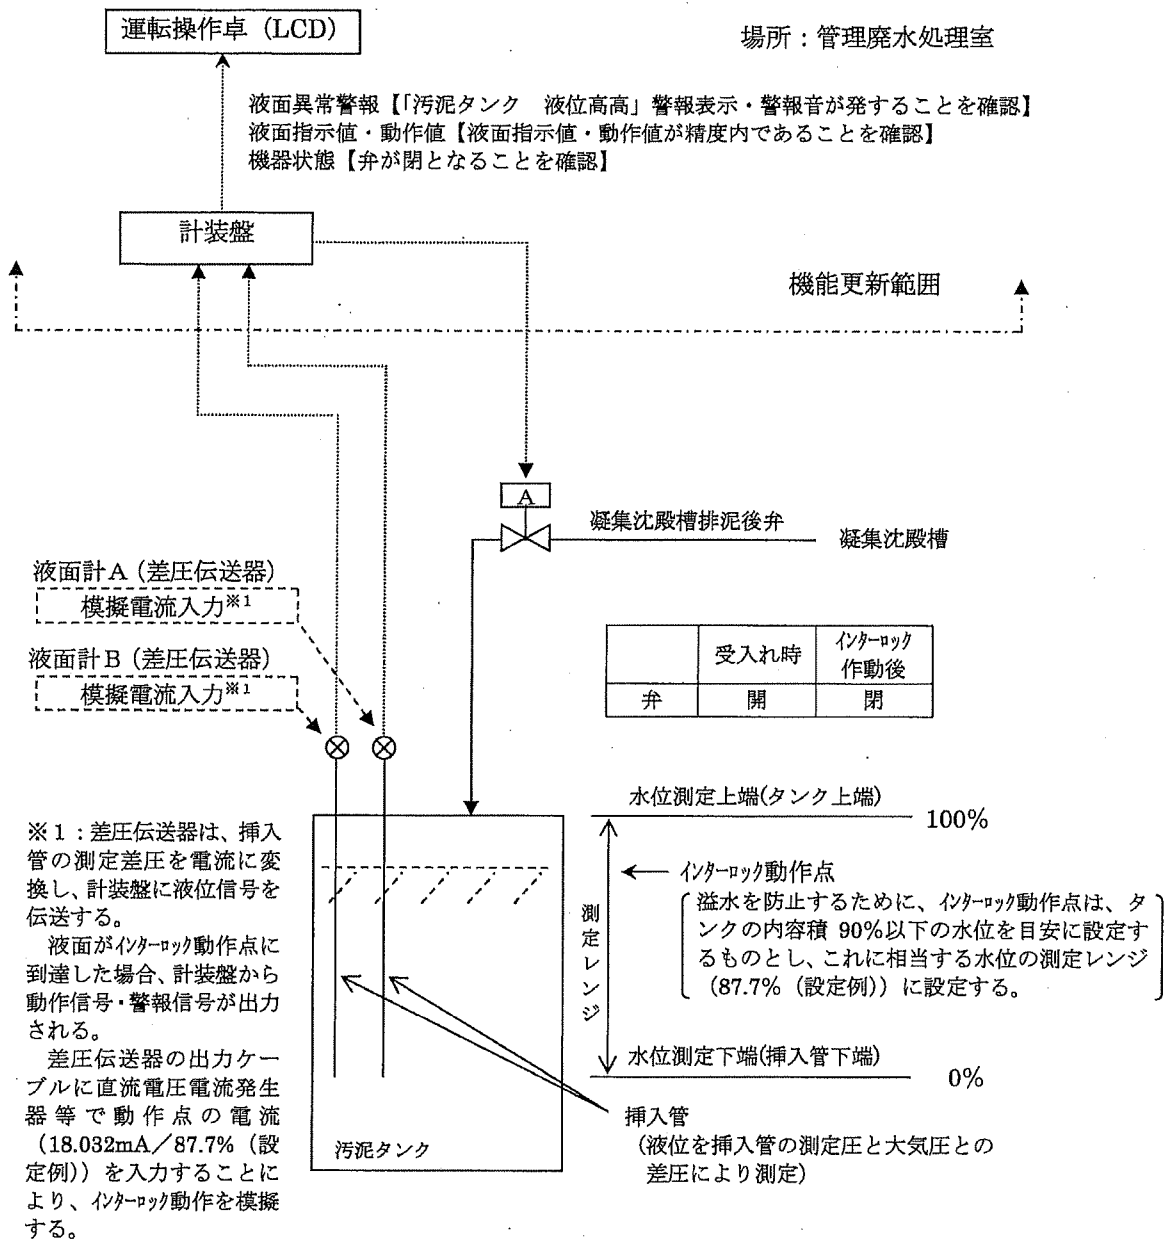 運転操作卓（LCD）
場所：管理廃水処理室
液面異常警報【「汚泥タンク　液位高高」警報表示・警報音が発することを確認】
液面指示値・動作値【液面指示値・動作値が精度内であることを確認】
機器状態【弁が閉となることを確認】
計装盤
機能更新範囲
A
凝集沈殿槽排泥後弁
凝集沈殿槽
液面計A（差圧伝送器）
模擬電流入力※1
液面計B（差圧伝送器）
模擬電流入力※1
受入れ時
ｲﾝﾀｰﾛｯｸ
作動後
弁
開
閉
水位測定上端(タンク上端)
100%
ｲﾝﾀｰﾛｯｸ動作点
溢水を防止するために、ｲﾝﾀｰﾛｯｸ動作点は、タ
ンクの内容積 90%以下の水位を目安に設定す
るものとし、これに相当する水位の測定レンジ
（87.7%（設定例））に設定する。
測定レンジ
水位測定下端(挿入管下端)
0%
挿入管
（液位を挿入管の測定圧と大気圧との
差圧により測定）
汚泥タンク
※１：差圧伝送器は、挿入
管の測定差圧を電流に変
換し、計装盤に液位信号を
伝送する。
液面がｲﾝﾀｰﾛｯｸ動作点に
到達した場合、計装盤から
動作信号・警報信号が出力
される。
差圧伝送器の出力ケー
ブルに直流電圧電流発生
器等で動作点の電流
（18.032mA／87.7%（設
定例））を入力することに
より、ｲﾝﾀｰﾛｯｸ動作を模擬
する。